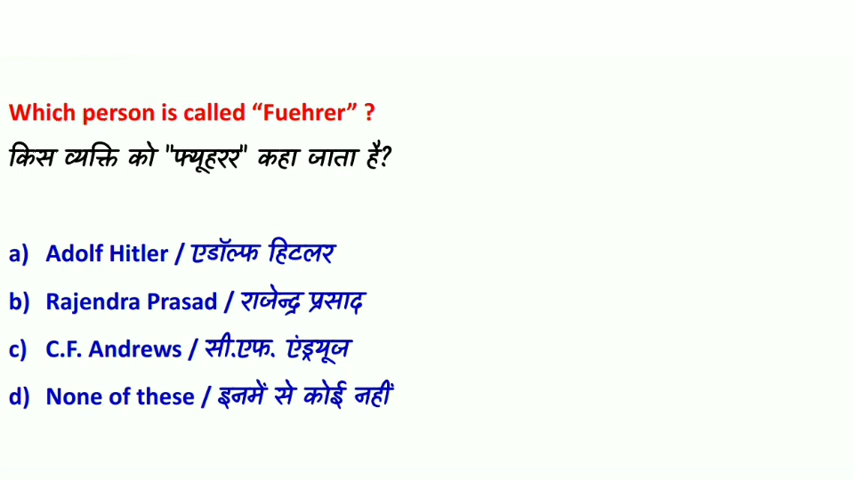 Which person is called “Fuehrer” ?
किस व्यक्ति को "फ्यूहरर" कहा जाता है?
a) Adolf Hitler / एडॉल्फ हिटलर
b) Rajendra Prasad / राजेन्द्र प्रसाद
c) C.F. Andrews / सी.एफ. एंड्रयूज
d) None of these / इनमें से कोई नहीं